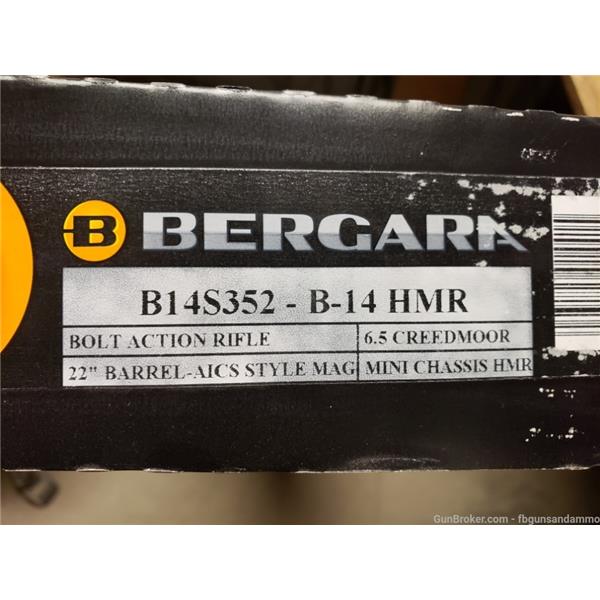 B BERGARA
B14S352 - B-14 HMR
BOLT ACTION RIFLE 6.5 CREEDMOOR
22" BARREL-AICS STYLE MAG MINI CHASSIS HMR
GunBroker.com - fbgunsandammo